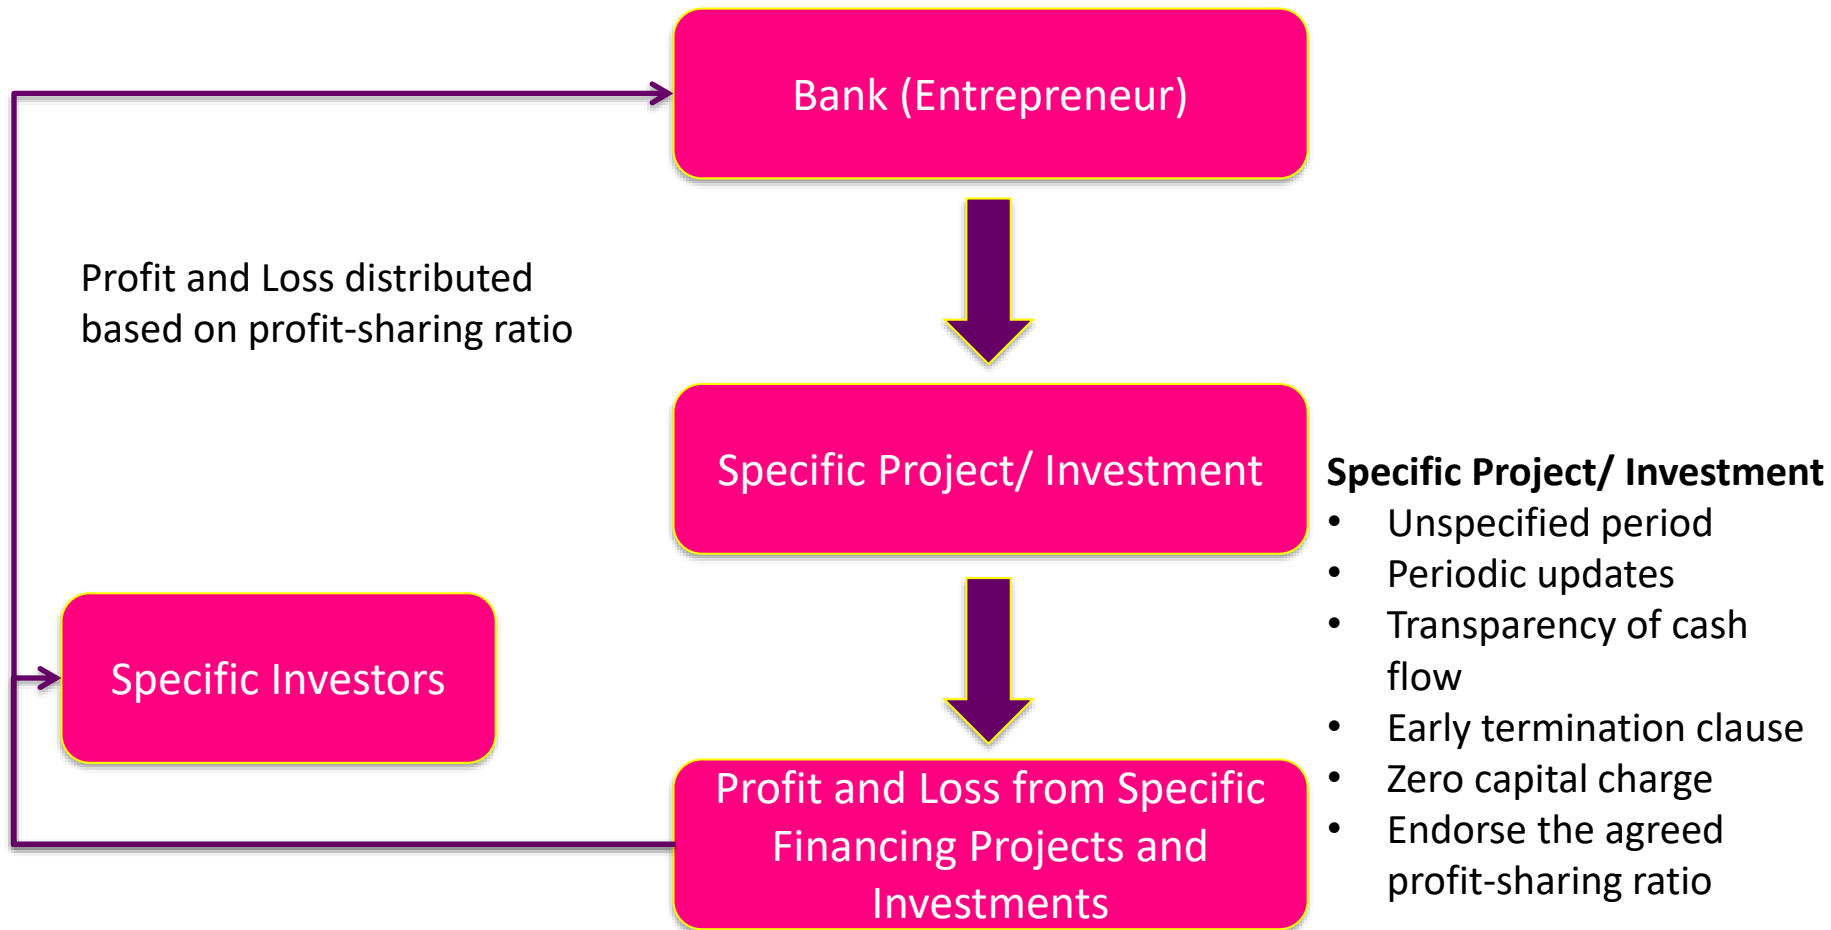 Bank (Entrepreneur)
Profit and Loss distributed
based on profit-sharing ratio
Specific Project/ Investment
Specific Project/ Investment
• Unspecified period
• Periodic updates
• Transparency of cash
flow
• Early termination clause
• Zero capital charge
• Endorse the agreed
profit-sharing ratio
Specific Investors
Profit and Loss from Specific
Financing Projects and
Investments